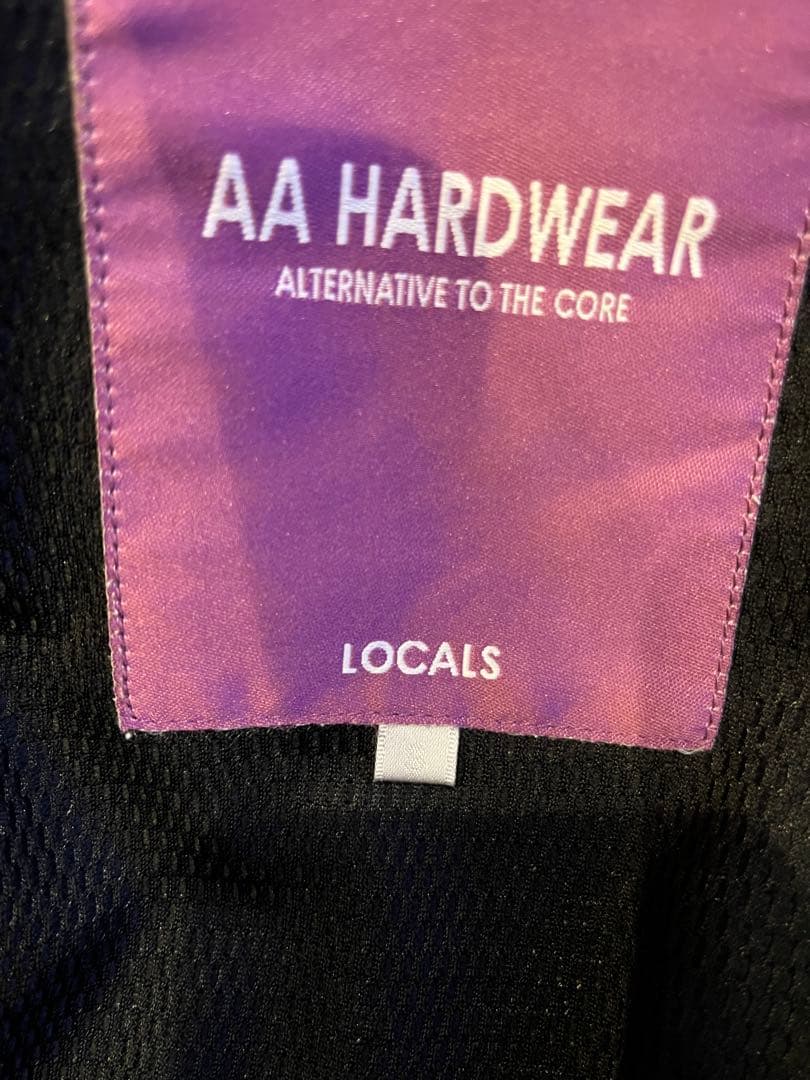 AA HARDWEAR
ALTERNATIVE TO THE CORE
LOCALS